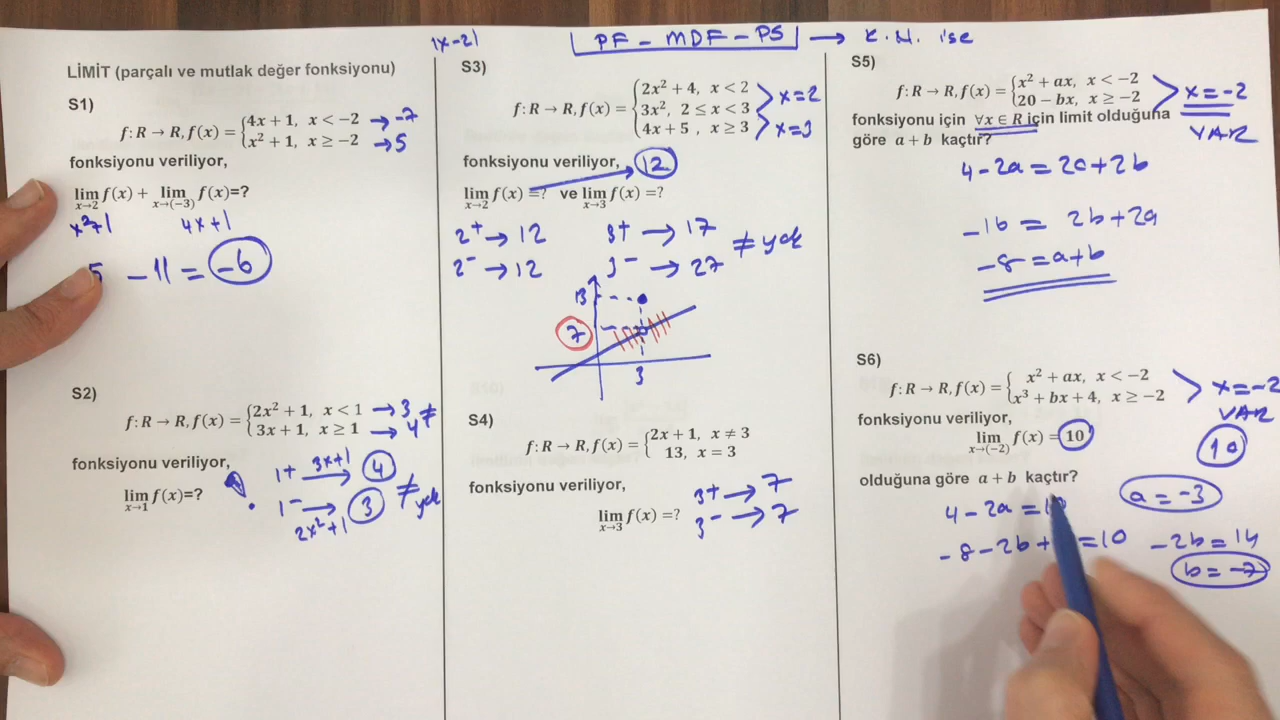 |x-2|
PF - MDF - PS → K.N. ise
LİMİT (parçalı ve mutlak değer fonksiyonu)
S1)
f: R → R, f(x) = {4x + 1, x < −2 → -7
x² + 1, x ≥ −2 → 5
fonksiyonu veriliyor,
lim x→2 f(x) + lim x→(−3) f(x)=?
x²+1 4x+1
5 - 11 = -6
S2)
f: R → R, f(x) = {2x² + 1, x < 1 → 3 ≠
3x + 1, x ≥ 1 → 4
fonksiyonu veriliyor,
lim x→1 f(x)=?
1⁺ 3x+1 → 4
1⁻ → 3 ≠ yok
2x²+1
S3)
f: R → R, f(x) = {2x² + 4, x < 2
3x², 2 ≤ x < 3
4x + 5 , x ≥ 3
x=2
x=3
fonksiyonu veriliyor, 12
lim x→2 f(x) =? ve lim x→3 f(x) =?
2⁺ → 12 3⁺ → 17
2⁻ → 12 3⁻ → 27 ≠ yok
13
7
3
S4)
f: R → R, f(x) = {2x + 1, x ≠ 3
13, x = 3
fonksiyonu veriliyor,
lim x→3 f(x) =?
3⁺ → 7
3⁻ → 7
S5)
f: R → R, f(x) = {x² + ax, x < −2
20 − bx, x ≥ −2
x=-2
VAR
fonksiyonu için ∀x ∈ R için limit olduğuna
göre a + b kaçtır?
4-2a = 20+2b
-16 = 2b+2a
-8 = a+b
S6)
f: R → R, f(x) = { x² + ax, x < −2
x³ + bx + 4, x ≥ −2
x=-2
VAR
fonksiyonu veriliyor,
lim x→(−2) f(x) = 10
10
olduğuna göre a + b kaçtır?
4-2a = a = -3
-8-2b+ =10 -2b = 14
b = -7